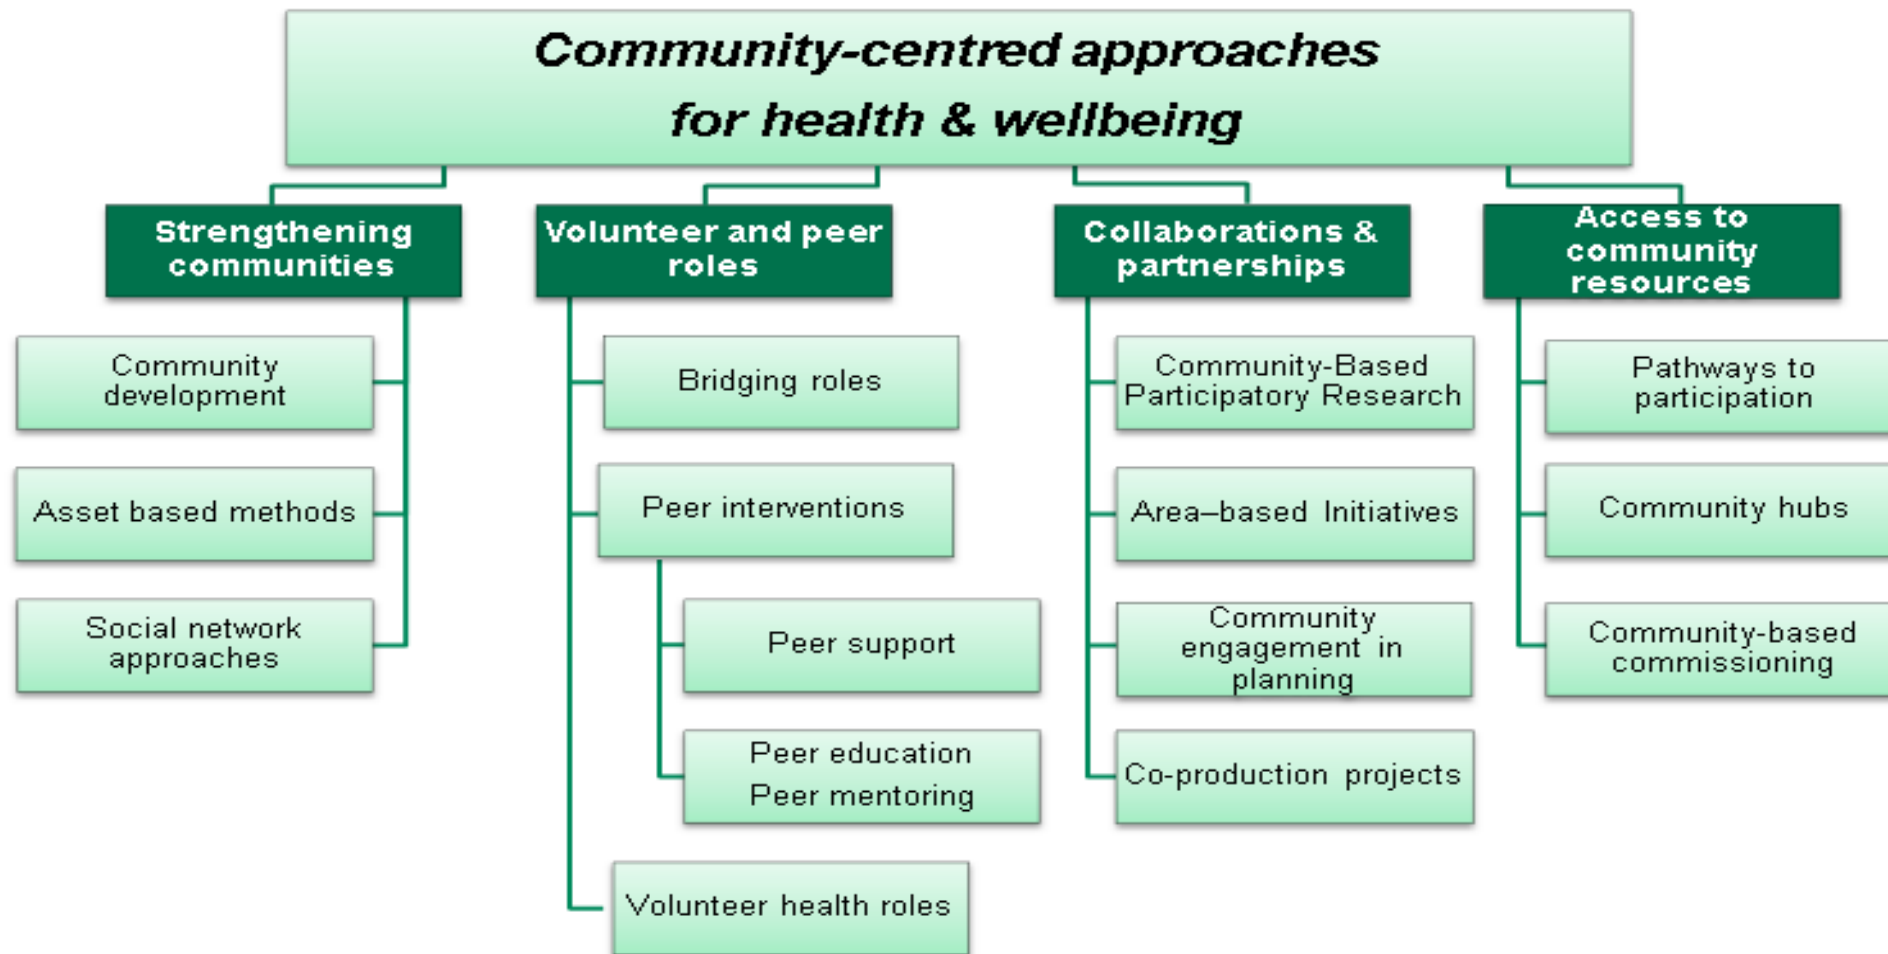 Community-centred approaches
for health & wellbeing
Strengthening
communities
Community
development
Asset based methods
Social network
approaches
Volunteer and peer
roles
Bridging roles
Peer interventions
Peer support
Peer education
Peer mentoring
Volunteer health roles
Collaborations &
partnerships
Community-Based
Participatory Research
Area–based Initiatives
Community
engagement in
planning
Co-production projects
Access to
community
resources
Pathways to
participation
Community hubs
Community-based
commissioning